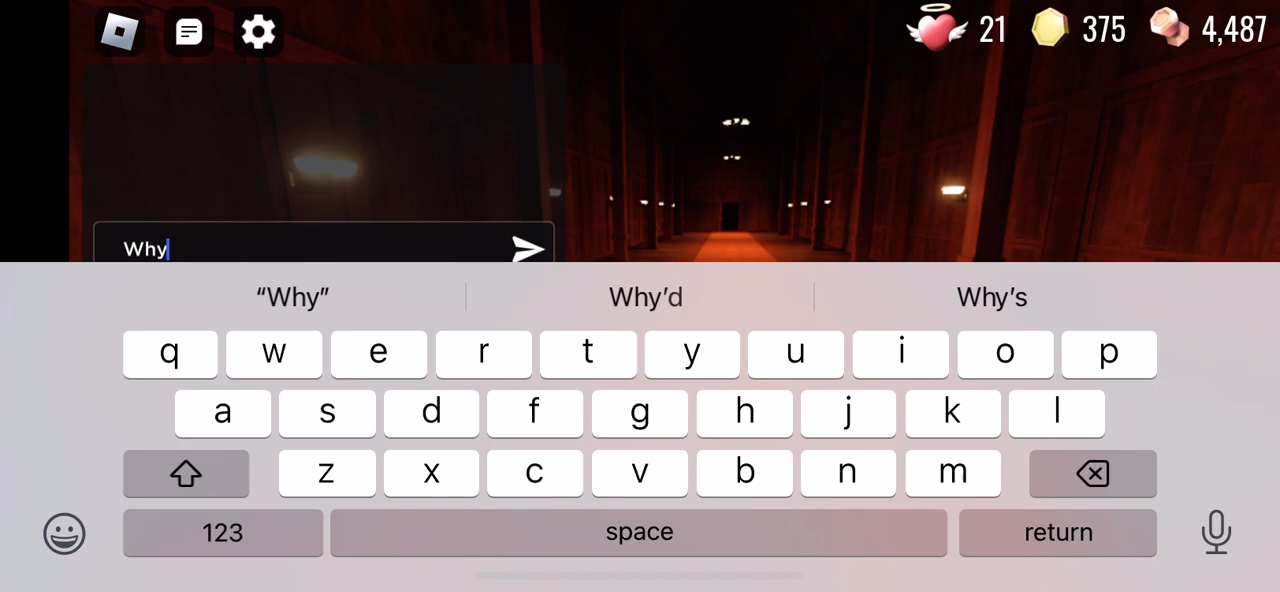 21 375 4,487
Why
“Why” Why’d Why’s
q w e r t y u i o p
a s d f g h j k l
z x c v b n m
123 space return